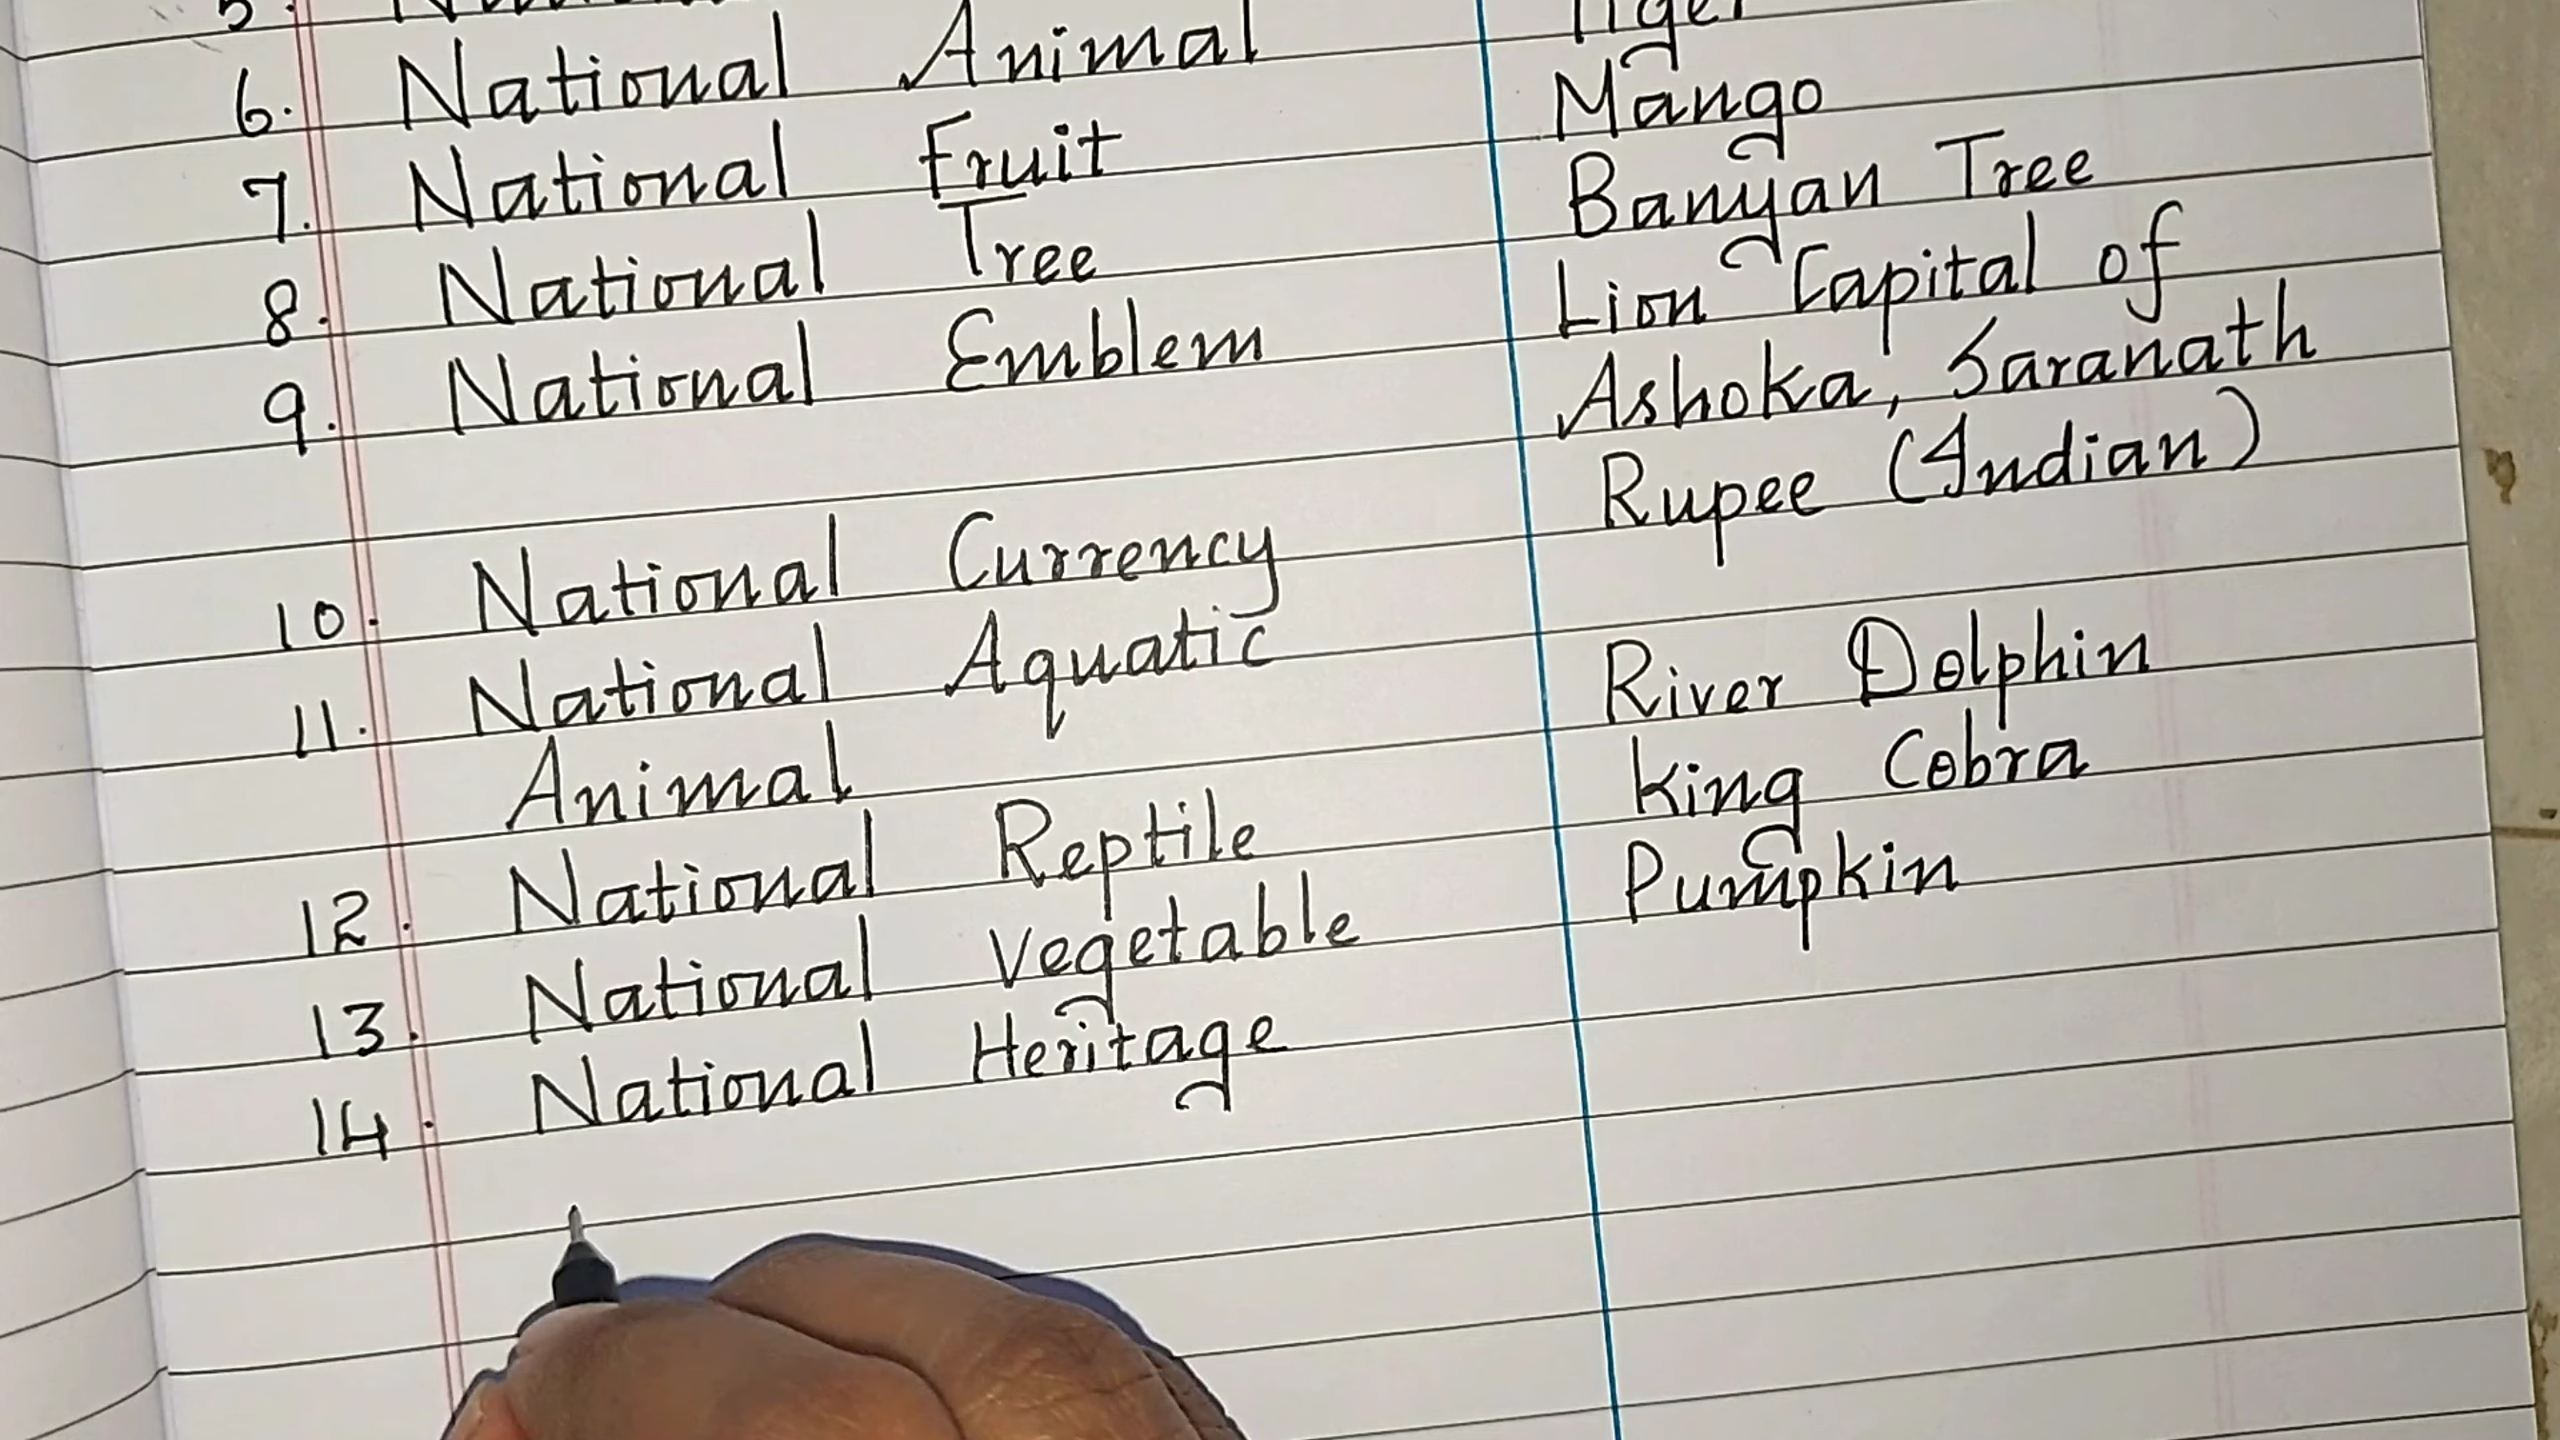 5.
6. National Animal Tiger
7. National Fruit Mango
8. National Tree Banyan Tree
9. National Emblem Lion Capital of
Ashoka, Saranath
10. National Currency Rupee (Indian)
11. National Aquatic
Animal River Dolphin
12. National Reptile King Cobra
13. National Vegetable Pumpkin
14. National Heritage